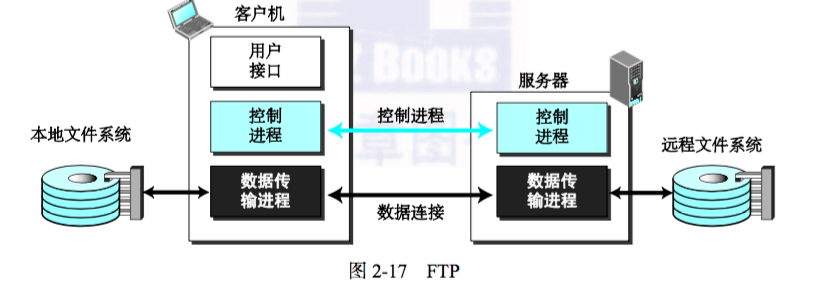 客户机
用户
接口
服务器
控制
进程
控制进程
控制
进程
本地文件系统
远程文件系统
数据传
输进程
数据连接
数据传
输进程
图 2-17 FTP
Z BOOKS
章图